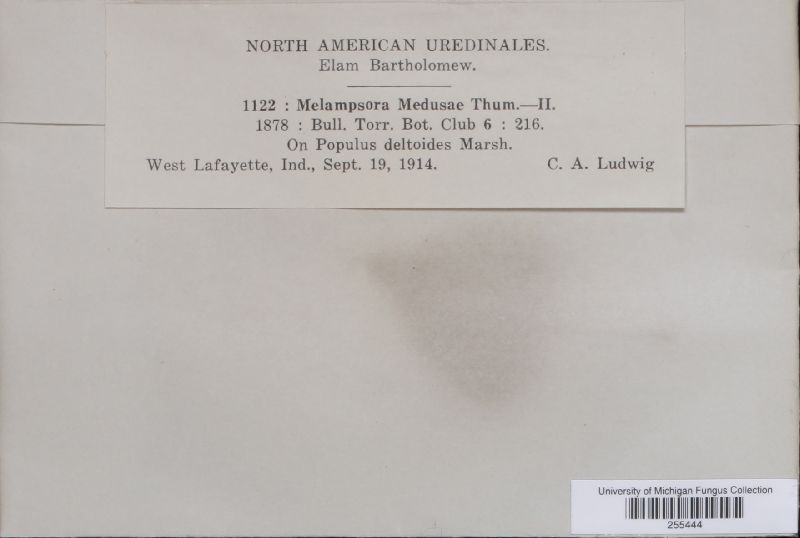 NORTH AMERICAN UREDINALES.
Elam Bartholomew.
1122 : Melampsora Medusae Thum.—II.
1878 : Bull. Torr. Bot. Club 6 : 216.
On Populus deltoides Marsh.
West Lafayette, Ind., Sept. 19, 1914. C. A. Ludwig
University of Michigan Fungus Collection
255444